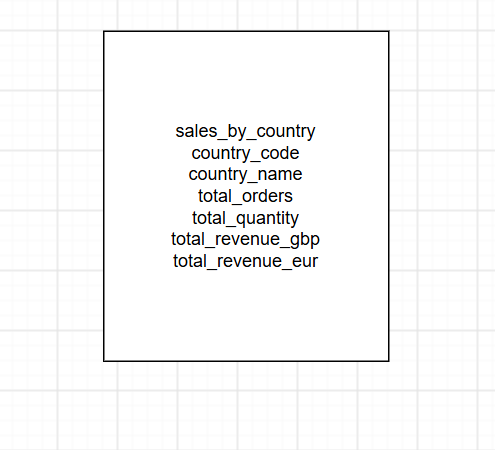 sales_by_country
country_code
country_name
total_orders
total_quantity
total_revenue_gbp
total_revenue_eur